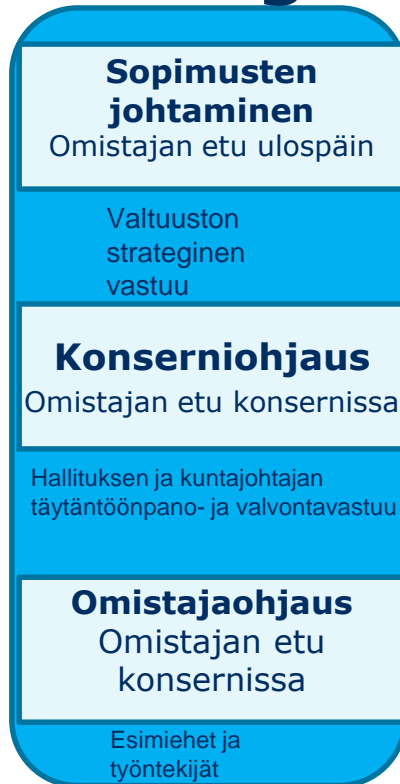 Sopimusten
johtaminen
Omistajan etu ulospäin
Valtuuston
strateginen
vastuu
Konserniohjaus
Omistajan etu konsernissa
Hallituksen ja kuntajohtajan
täytäntöönpano- ja valvontavastuu
Omistajaohjaus
Omistajan etu
konsernissa
Esimiehet ja
työntekijät